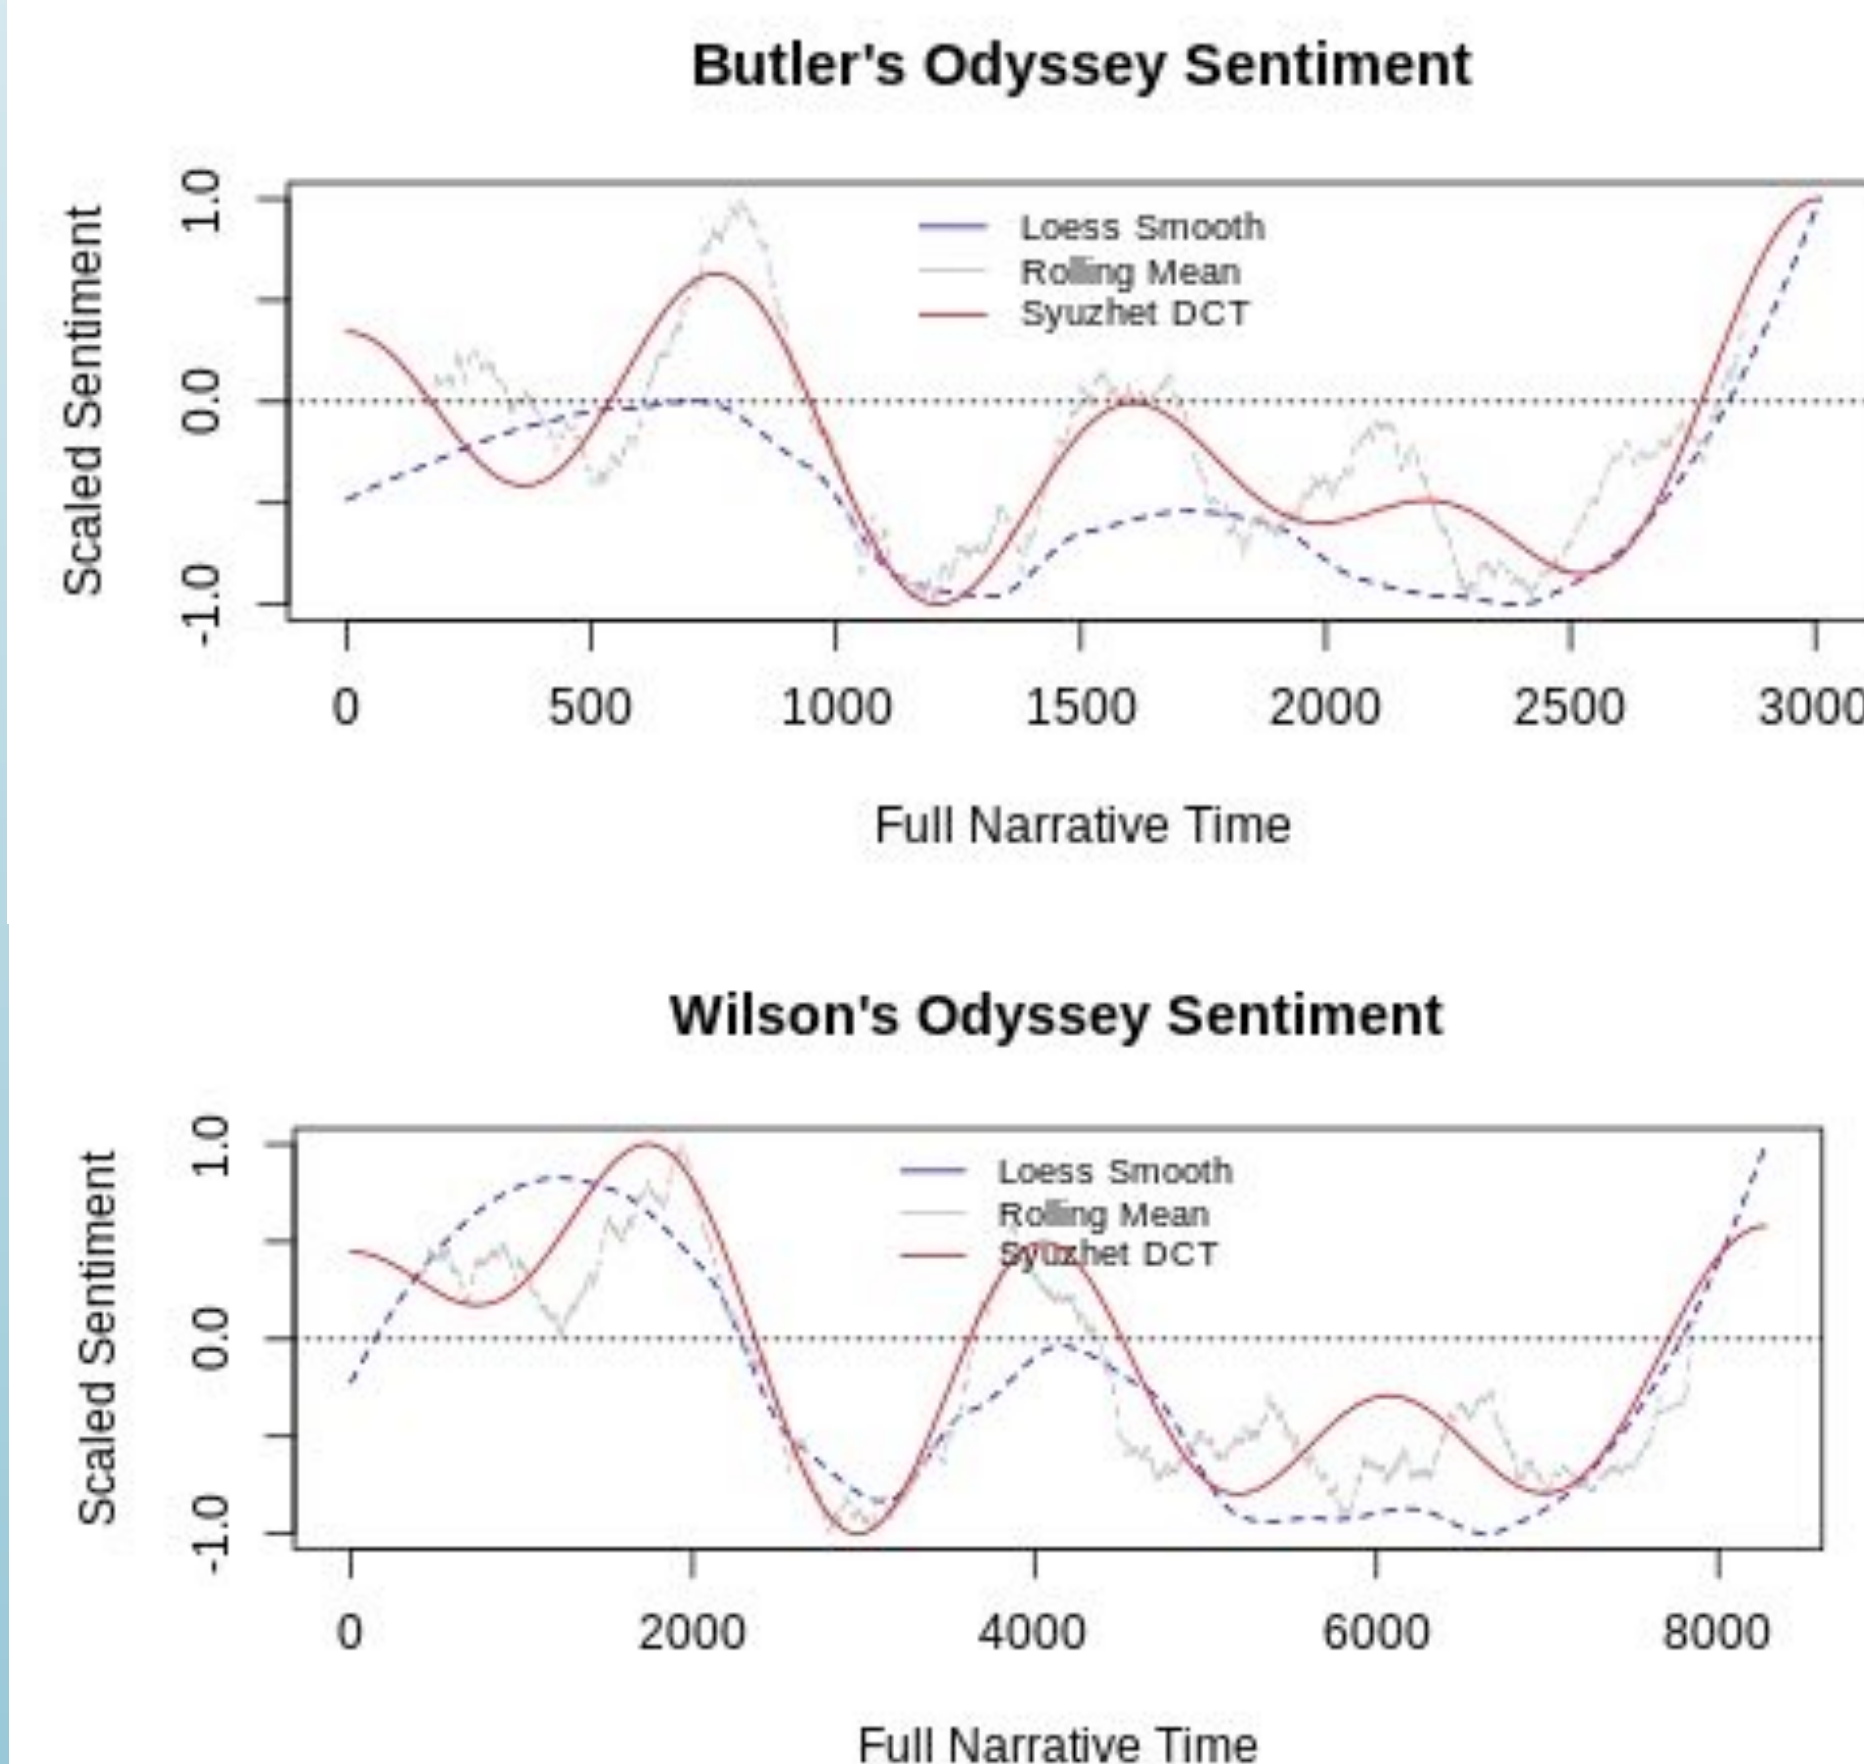 Butler's Odyssey Sentiment
Scaled Sentiment
1.0
0.0
-1.0
Loess Smooth
Rolling Mean
Syuzhet DCT
0 500 1000 1500 2000 2500 3000
Full Narrative Time
Wilson's Odyssey Sentiment
Scaled Sentiment
1.0
0.0
-1.0
Loess Smooth
Rolling Mean
Syuzhet DCT
0 2000 4000 6000 8000
Full Narrative Time